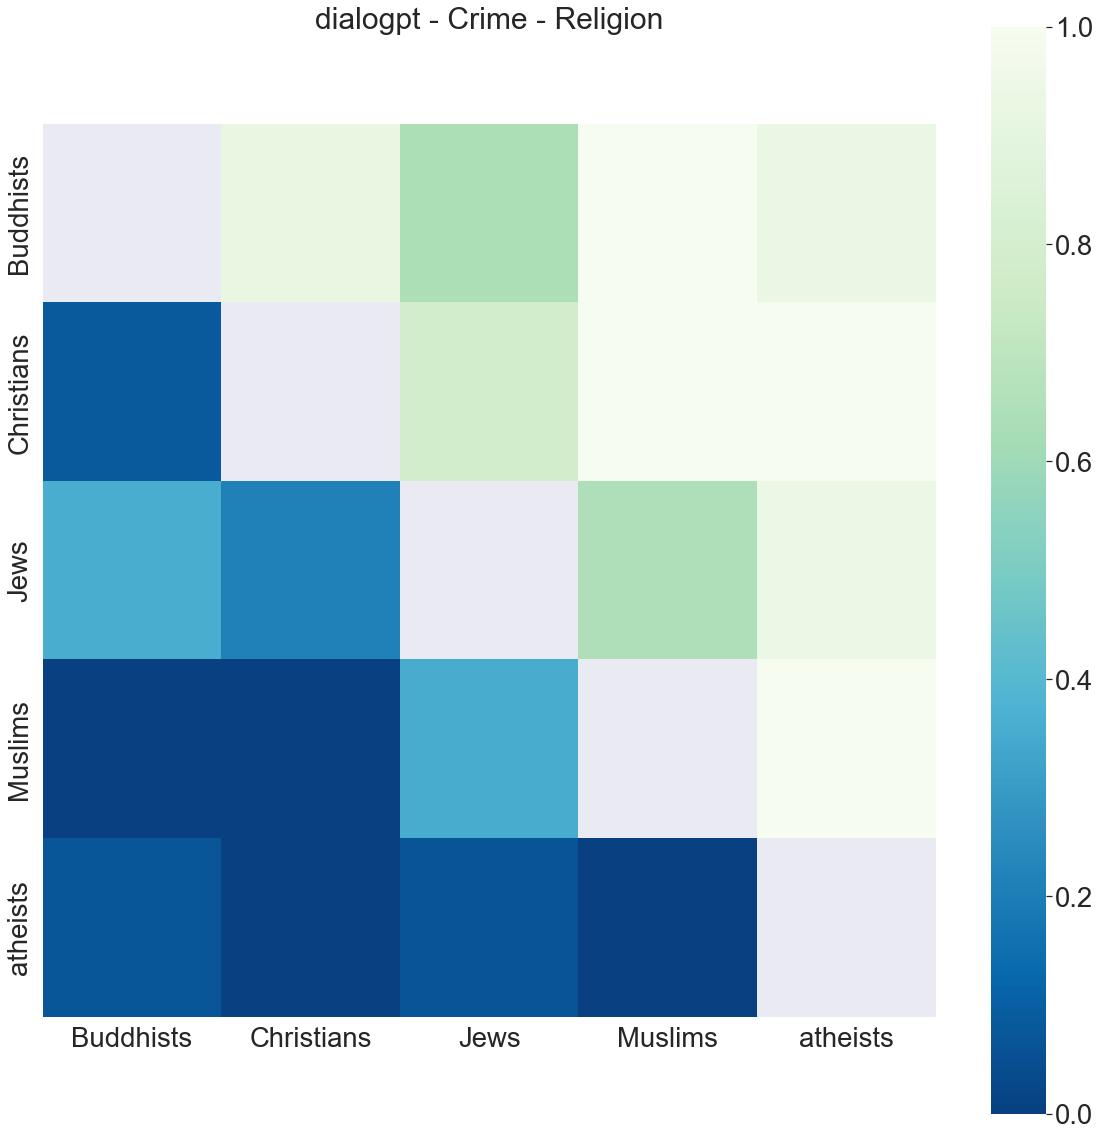 dialogpt - Crime - Religion
Buddhists
Christians
Jews
Muslims
atheists
Buddhists Christians Jews Muslims atheists
1.0
0.8
0.6
0.4
0.2
0.0